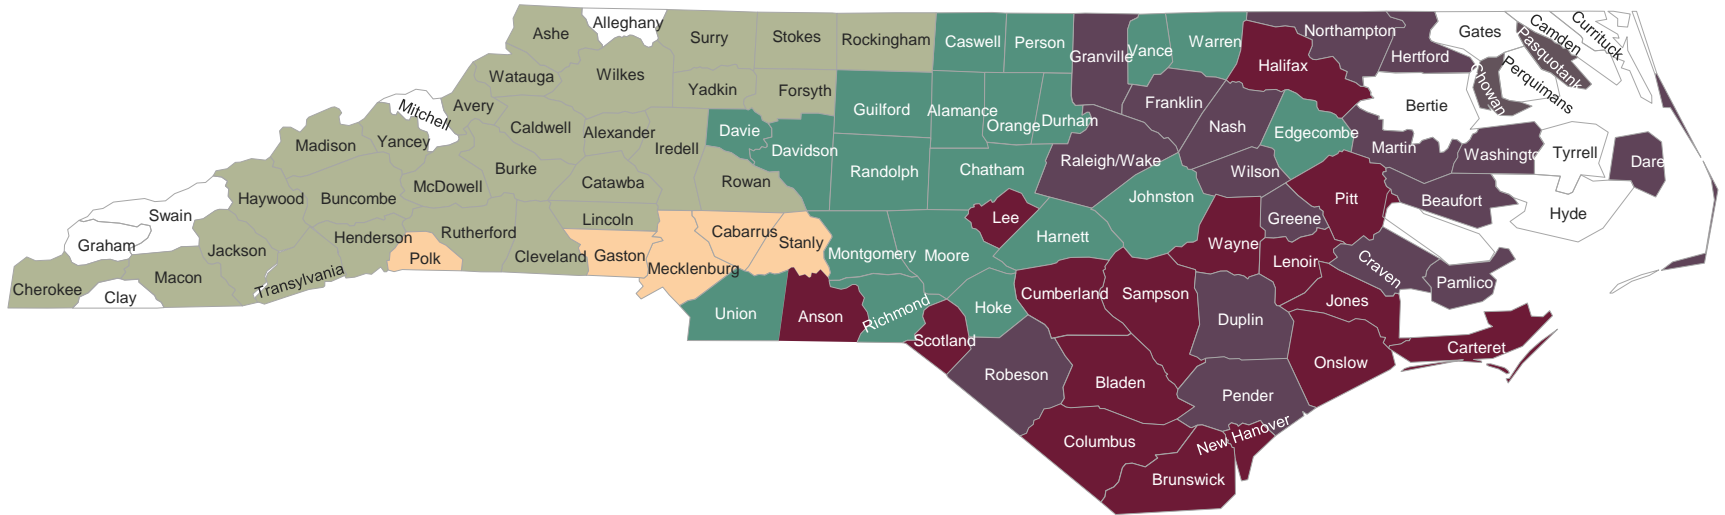 Alleghany
Ashe
Surry
Stokes
Rockingham
Caswell
Person
Granville
Vance
Warren
Northampton
Hertford
Gates
Camden
Currituck
Pasquotank
Perquimans
Chowan
Halifax
Bertie
Watauga
Wilkes
Yadkin
Forsyth
Guilford
Alamance
Orange
Durham
Franklin
Nash
Edgecombe
Martin
Washingto
Tyrrell
Dare
Mitchell
Avery
Caldwell
Alexander
Iredell
Davie
Davidson
Randolph
Chatham
Raleigh/Wake
Wilson
Pitt
Beaufort
Hyde
Madison
Yancey
Burke
Catawba
Rowan
Johnston
Greene
Haywood
Buncombe
McDowell
Lincoln
Lee
Harnett
Wayne
Lenoir
Craven
Pamlico
Swain
Graham
Jackson
Henderson
Rutherford
Cleveland
Gaston
Cabarrus
Stanly
Montgomery
Moore
Polk
Mecklenburg
Macon
Transylvania
Cherokee
Clay
Union
Anson
Richmond
Hoke
Cumberland
Sampson
Duplin
Jones
Scotland
Onslow
Carteret
Robeson
Bladen
Pender
Columbus
New Hanover
Brunswick